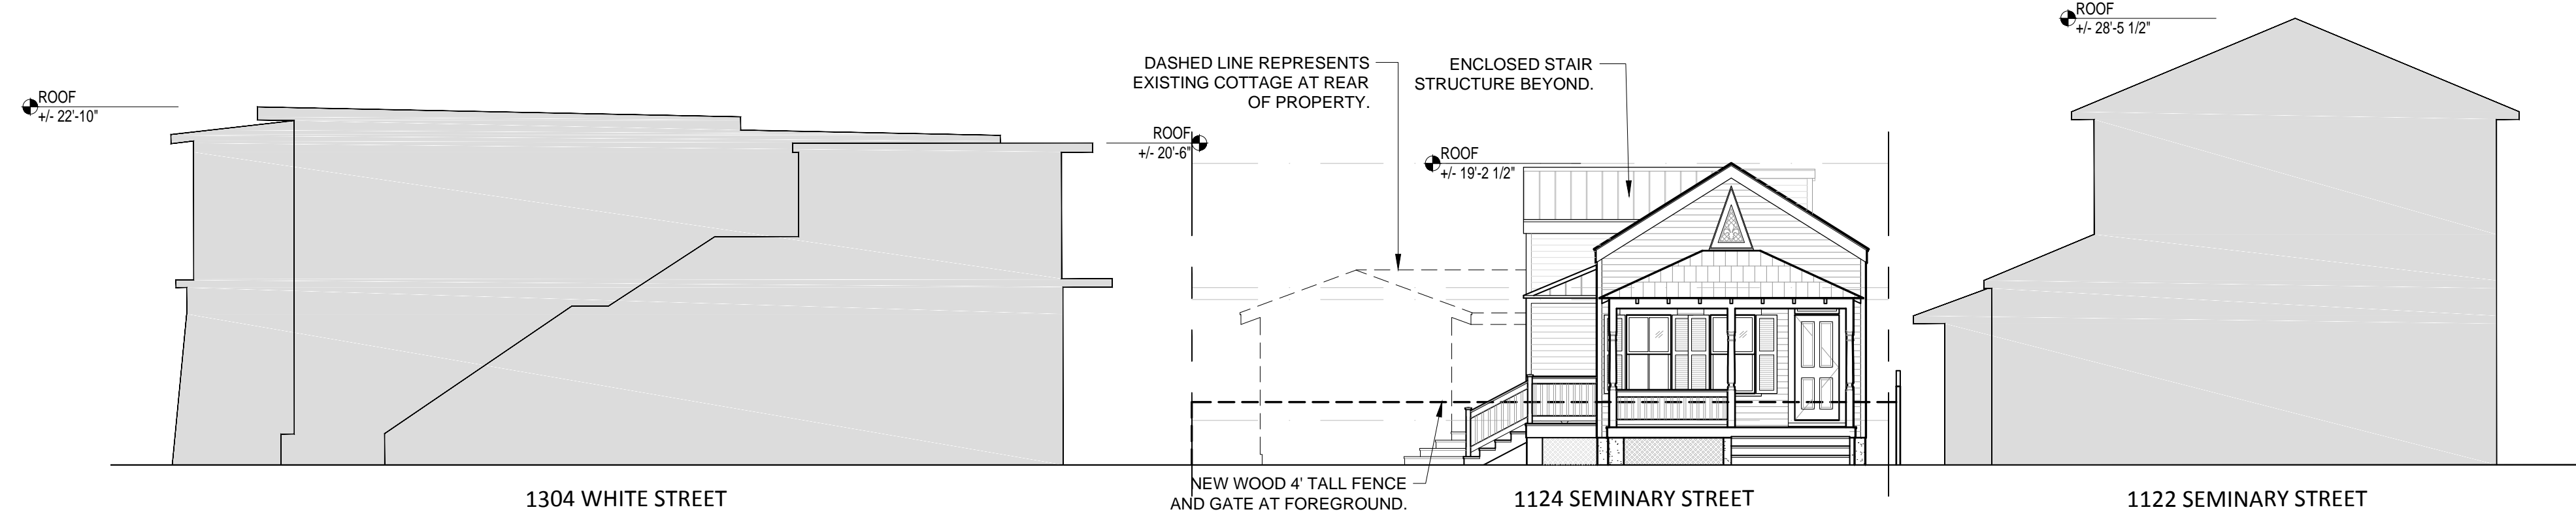 ROOF
+/- 22'-10"
DASHED LINE REPRESENTS
EXISTING COTTAGE AT REAR
OF PROPERTY.
ROOF
+/- 20'-6"
ENCLOSED STAIR
STRUCTURE BEYOND.
ROOF
+/- 19'-2 1/2"
ROOF
+/- 28'-5 1/2"
NEW WOOD 4' TALL FENCE
AND GATE AT FOREGROUND.
1304 WHITE STREET
1124 SEMINARY STREET
1122 SEMINARY STREET